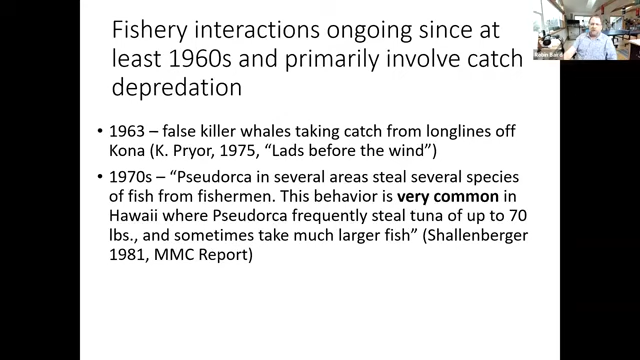 Fishery interactions ongoing since at
least 1960s and primarily involve catch
depredation
• 1963 – false killer whales taking catch from longlines off
Kona (K. Pryor, 1975, “Lads before the wind”)
• 1970s – “Pseudorca in several areas steal several species
of fish from fishermen. This behavior is very common in
Hawaii where Pseudorca frequently steal tuna of up to 70
lbs., and sometimes take much larger fish” (Shallenberger
1981, MMC Report)
Robin Baird